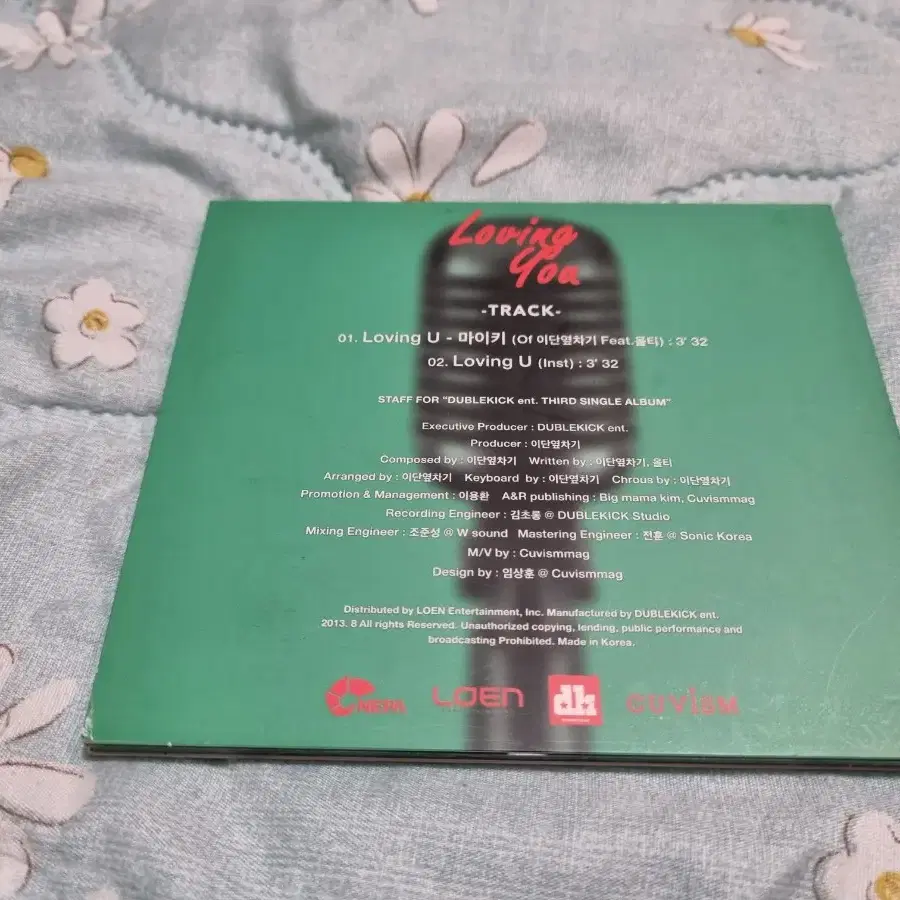 Loving
You
-TRACK-
01. Loving U - 마이키 (Of 이단옆차기 Feat.올티) : 3' 32
02. Loving U (Inst) : 3' 32
STAFF FOR "DUBLEKICK ent. THIRD SINGLE ALBUM"
Executive Producer : DUBLEKICK ent.
Producer : 이단옆차기
Composed by : 이단옆차기 Written by : 이단옆차기, 올티
Arranged by : 이단옆차기 Keyboard by : 이단옆차기 Chrous by : 이단옆차기
Promotion & Management : 이용환 A&R publishing : Big mama kim, Cuvismmag
Recording Engineer : 김초롱 @ DUBLEKICK Studio
Mixing Engineer : 조준성 @ W sound Mastering Engineer : 전훈 @ Sonic Korea
M/V by : Cuvismmag
Design by : 임상훈 @ Cuvismmag
Distributed by LOEN Entertainment, Inc. Manufactured by DUBLEKICK ent.
2013. 8 All rights Reserved. Unauthorized copying, lending, public performance and
broadcasting Prohibited. Made in Korea.
LOEN dk CUVISM